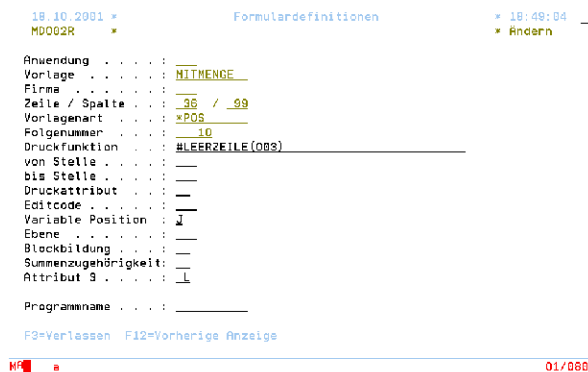 18.10.2001 * Formulardefinitionen * 18:49:04
MD002R * * Ändern
Anwendung . . . . :
Vorlage . . . . . : MITMENGE
Firma . . . . . . :
Zeile / Spalte . . : 36 / 99
Vorlagenart . . . : *POS
Folgenummer . . . : 10
Druckfunktion . . : #LEERZEILE(003)
von Stelle . . . . :
bis Stelle . . . . :
Druckattribut . . :
Editcode . . . . . :
Variable Position : J
Ebene . . . . . . :
Blockbildung . . . :
Summenzugehörigkeit:
Attribut 9 . . . . : L
Programmname . . . :
F3=Verlassen F12=Vorherige Anzeige
MA a 01/080